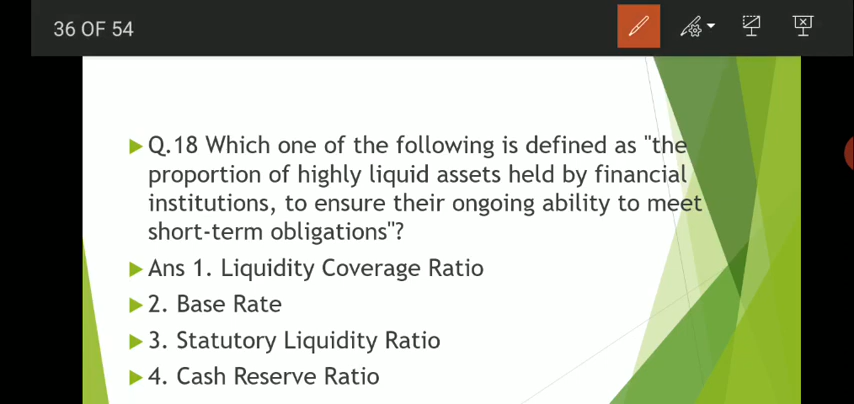 36 OF 54
Q.18 Which one of the following is defined as "the
proportion of highly liquid assets held by financial
institutions, to ensure their ongoing ability to meet
short-term obligations"?
Ans 1. Liquidity Coverage Ratio
2. Base Rate
3. Statutory Liquidity Ratio
4. Cash Reserve Ratio